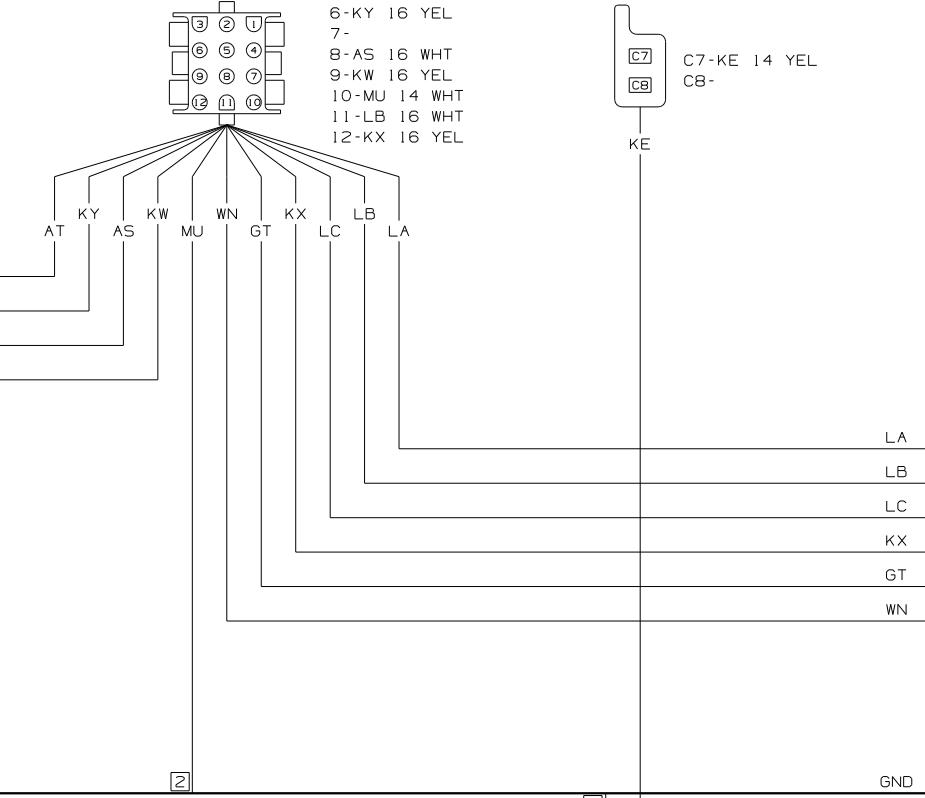 3 2 1
6 5 4
9 8 7
12 11 10
6-KY 16 YEL
7-
8-AS 16 WHT
9-KW 16 YEL
10-MU 14 WHT
11-LB 16 WHT
12-KX 16 YEL
C7
C8
C7-KE 14 YEL
C8-
KE
KY KW WN KX LB
AT AS MU GT LC LA
LA
LB
LC
KX
GT
WN
2
GND